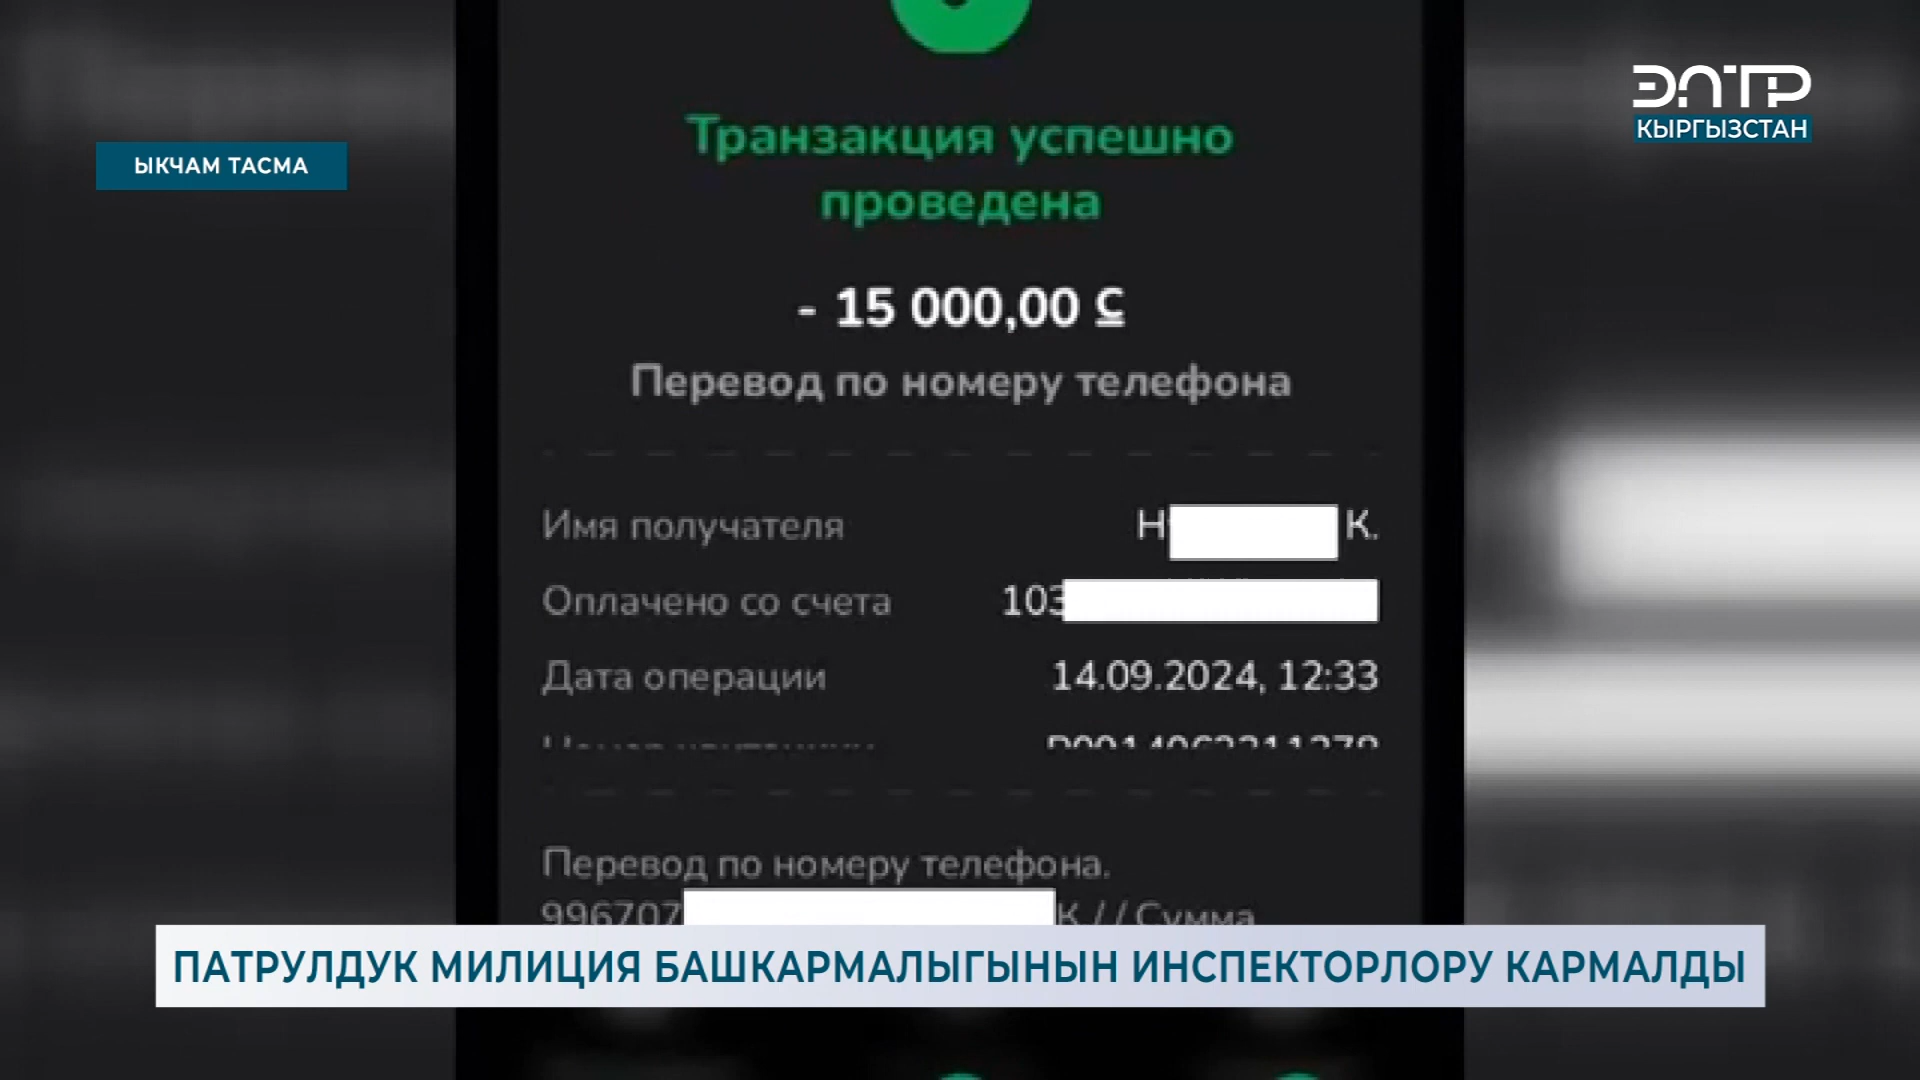 ЭЛТР
КЫРГЫЗСТАН
ЫКЧАМ ТАСМА
Транзакция успешно
проведена
- 15 000,00 с
Перевод по номеру телефона
Имя получателя Н К.
Оплачено со счета 103
Дата операции 14.09.2024, 12:33
Перевод по номеру телефона.
996707 К / / Сумма
ПАТРУЛДУК МИЛИЦИЯ БАШКАРМАЛЫГЫНЫН ИНСПЕКТОРЛОРУ КАРМАЛДЫ